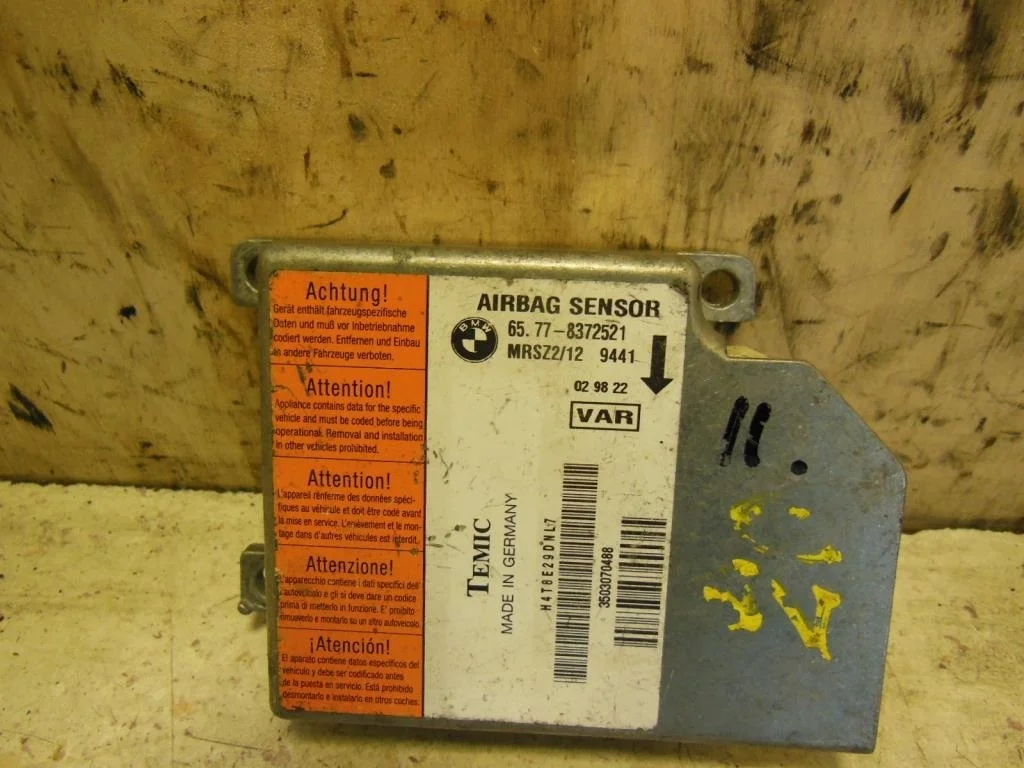 Achtung!
Gerät enthält fahrzeugspezifische
Daten und muß vor Inbetriebnahme
codiert werden. Entfernen und Einbau
in andere Fahrzeuge verboten.
Attention!
Appliance contains data for the specific
vehicle and must be coded before being
operational. Removal and installation
in other vehicles prohibited.
Attention!
L'appareil renferme des données spéci-
fiques au véhicule et doit être codé avant
la mise en service. L'enlèvement et le mon-
tage dans d'autres véhicules est interdit.
Attenzione!
L'apparecchio contiene i dati specifici dell'
autoveicolo e gli si deve dare un codice
prima di metterlo in funzione. E' proibito
rimuoverlo e montarlo su un altro autoveicolo.
¡Atención!
El aparato contiene datos específicos del
vehículo y debe ser codificado antes
de la puesta en servicio. Está prohibido
desmontarlo e instalarlo en otros coches.
AIRBAG SENSOR
BMW
65.77-8372521
MRSZ2/12 9441
02 98 22
VAR
TEMIC
MADE IN GERMANY
H4T8E29DNL7
3503070488
11.